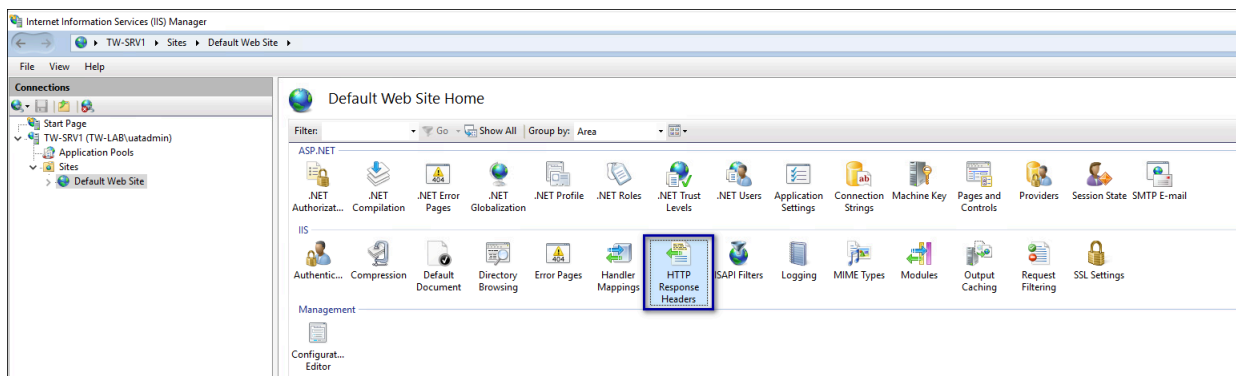 Internet Information Services (IIS) Manager
TW-SRV1 Sites Default Web Site
File View Help
Connections
Start Page
TW-SRV1 (TW-LAB\uatadmin)
Application Pools
Sites
Default Web Site
Default Web Site Home
Filter: Go Show All Group by: Area
ASP.NET
.NET Authorizat...
.NET Compilation
404
.NET Error Pages
.NET Globalization
.NET Profile
.NET Roles
.NET Trust Levels
.NET Users
Application Settings
ab
Connection Strings
Machine Key
Pages and Controls
Providers
Session State
SMTP E-mail
IIS
Authentic...
Compression
Default Document
Directory Browsing
404
Error Pages
Handler Mappings
HTTP Response Headers
ISAPI Filters
Logging
MIME Types
Modules
Output Caching
Request Filtering
SSL Settings
Management
Configurat... Editor